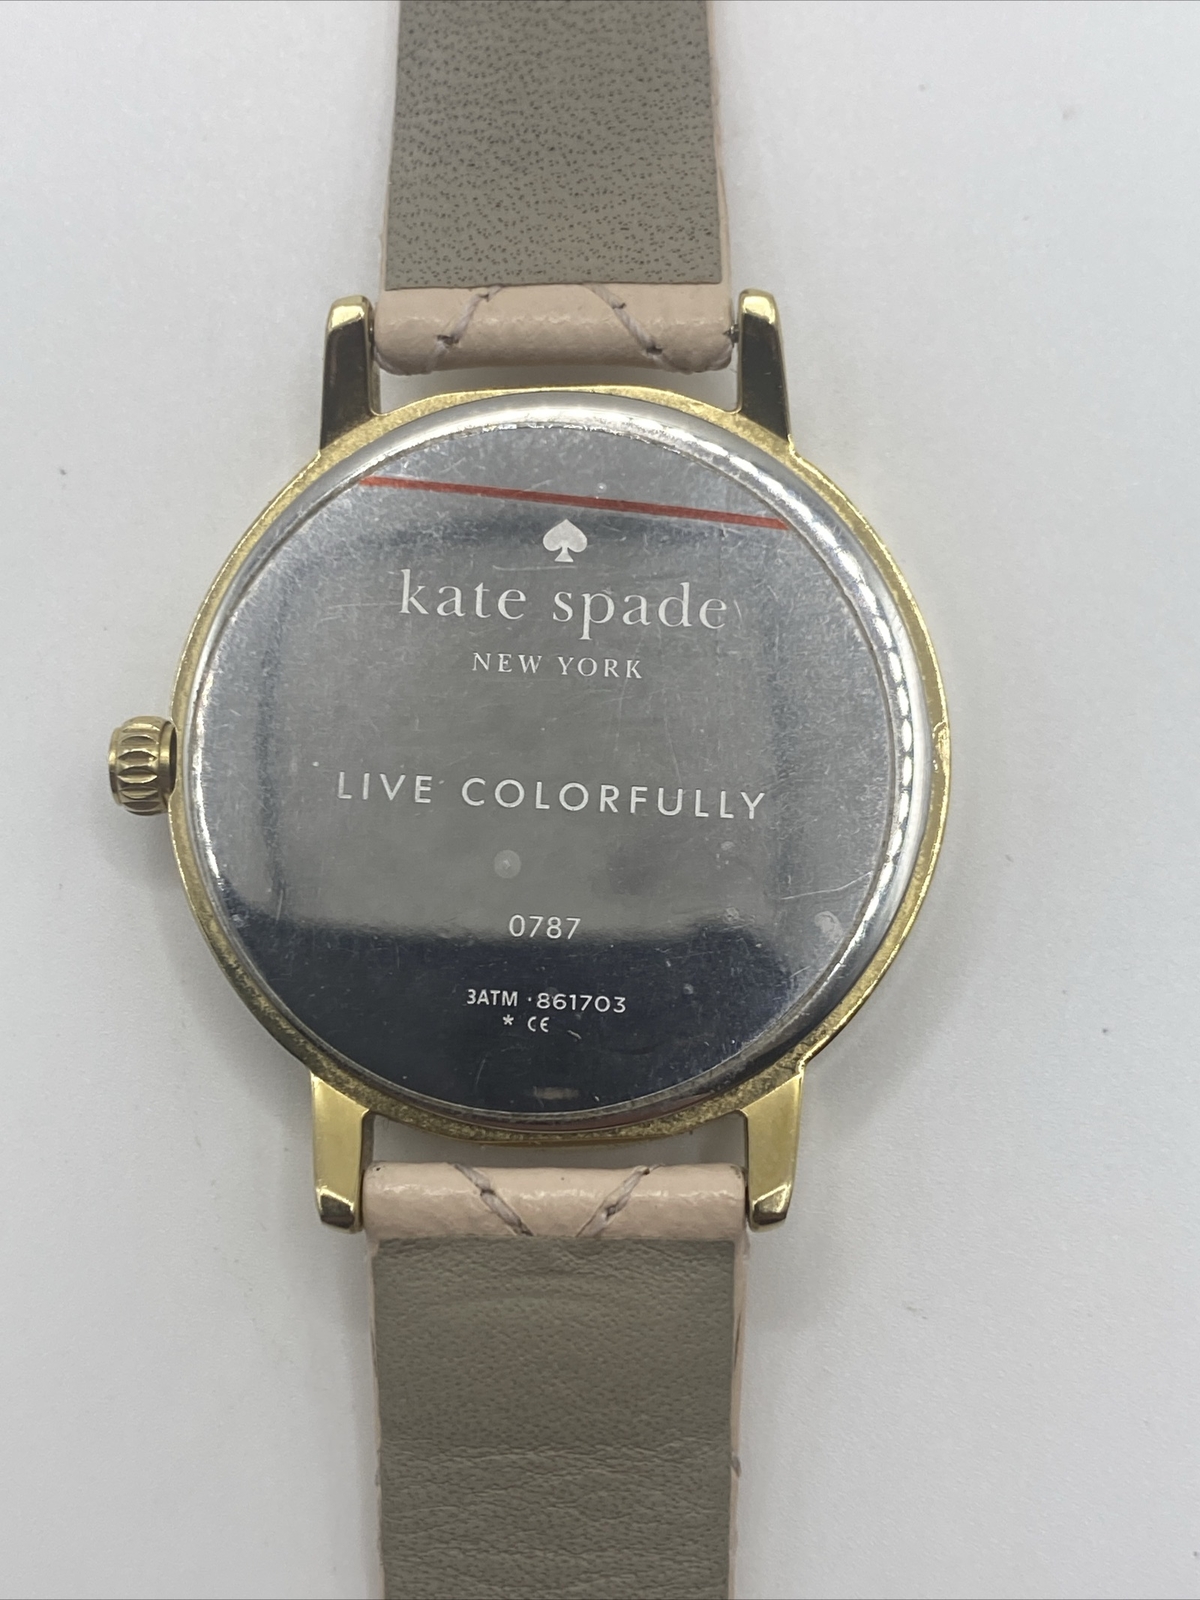 kate spade
NEW YORK
LIVE COLORFULLY
0787
3ATM · 861703
* CE